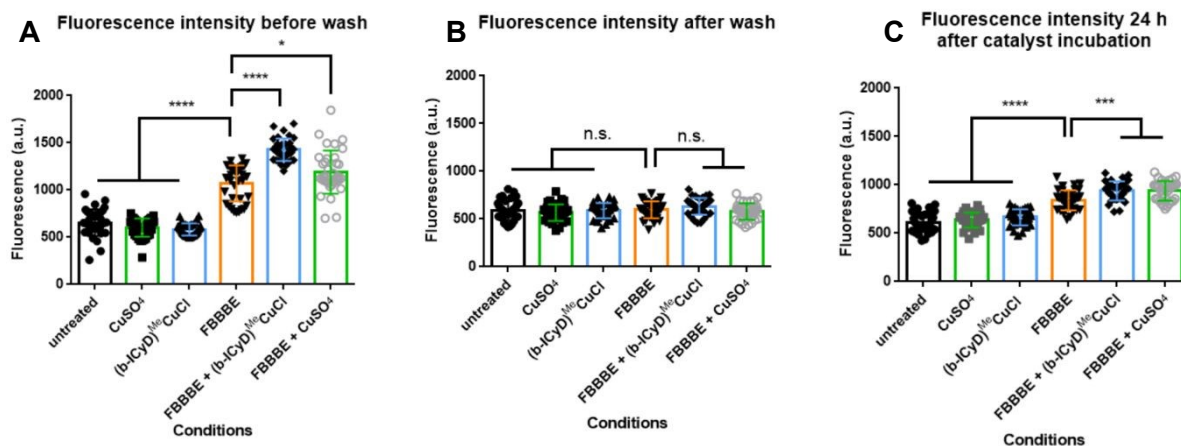 A
Fluorescence intensity before wash
Fluorescence (a.u.)
2000
1500
1000
500
0
****
****
*
untreated
CuSO⁴
(b-ICyD)ᴹᵉCuCl
FBBBE
FBBBE + (b-ICyD)ᴹᵉCuCl
FBBBE + CuSO⁴
Conditions
B
Fluorescence intensity after wash
Fluorescence (a.u.)
2000
1500
1000
500
0
n.s.
n.s.
untreated
CuSO⁴
(b-ICyD)ᴹᵉCuCl
FBBBE
FBBBE + (b-ICyD)ᴹᵉCuCl
FBBBE + CuSO⁴
Conditions
C
Fluorescence intensity 24 h
after catalyst incubation
Fluorescence (a.u.)
2000
1500
1000
500
0
****
***
untreated
CuSO⁴
(b-ICyD)ᴹᵉCuCl
FBBBE
FBBBE + (b-ICyD)ᴹᵉCuCl
FBBBE + CuSO⁴
Conditions